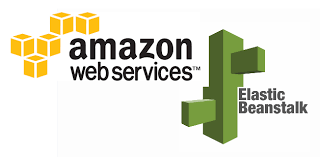 amazon
web services™
Elastic
Beanstalk